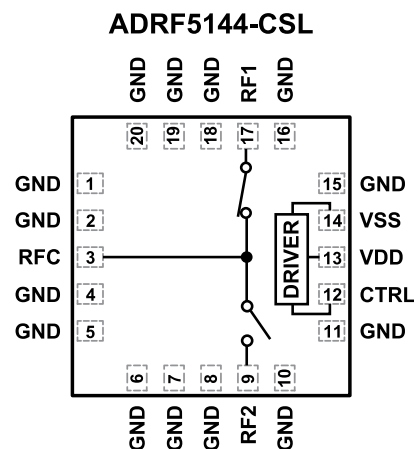 ADRF5144-CSL
GND GND GND RF1 GND
20 19 18 17 16
GND 1
GND 2
RFC 3
GND 4
GND 5
DRIVER
15 GND
14 VSS
13 VDD
12 CTRL
11 GND
6 7 8 9 10
GND GND GND RF2 GND